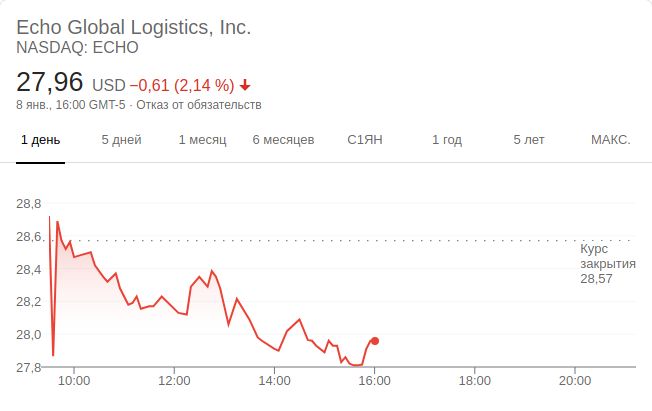 Echo Global Logistics, Inc.
NASDAQ: ECHO
27,96 USD −0,61 (2,14 %)
8 янв., 16:00 GMT-5 · Отказ от обязательств
1 день 5 дней 1 месяц 6 месяцев С1ЯН 1 год 5 лет МАКС.
28,8
28,6
Курс
закрытия
28,57
28,4
28,2
28,0
27,8
10:00 12:00 14:00 16:00 18:00 20:00